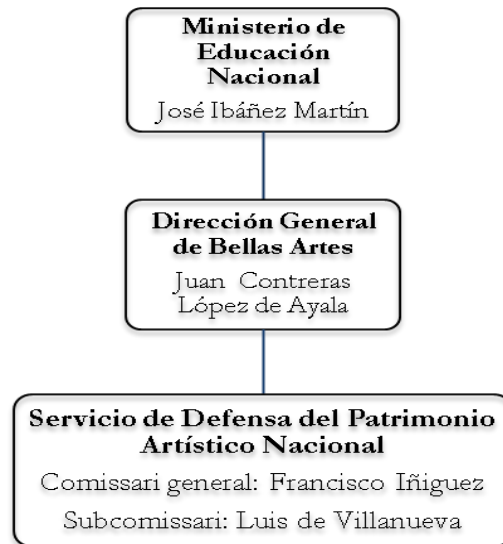 Ministerio de
Educación
Nacional
José Ibáñez Martín
Dirección General
de Bellas Artes
Juan Contreras
López de Ayala
Servicio de Defensa del Patrimonio
Artístico Nacional
Comissari general: Francisco Iñiguez
Subcomissari: Luis de Villanueva